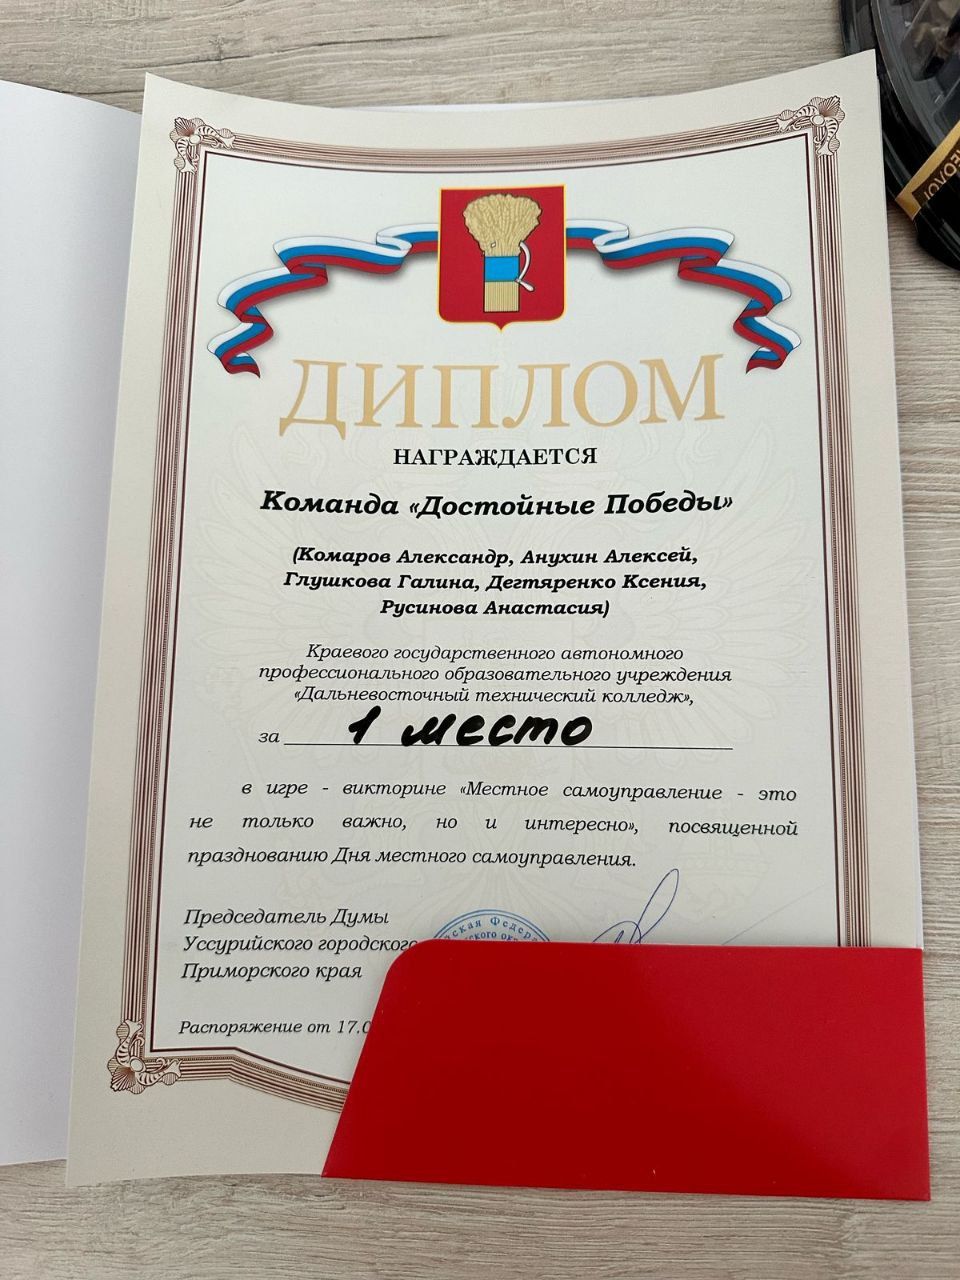 ДИПЛОМ
НАГРАЖДАЕТСЯ
Команда «Достойные Победы»
(Комаров Александр, Анухин Алексей,
Глушкова Галина, Дегтяренко Ксения,
Русинова Анастасия)
Краевого государственного автономного
профессионального образовательного учреждения
«Дальневосточный технический колледж»,
за 1 место
в игре - викторине «Местное самоуправление - это
не только важно, но и интересно», посвященной
празднованию Дня местного самоуправления.
Председатель Думы
Уссурийского городского
Приморского края
Распоряжение от 17.0